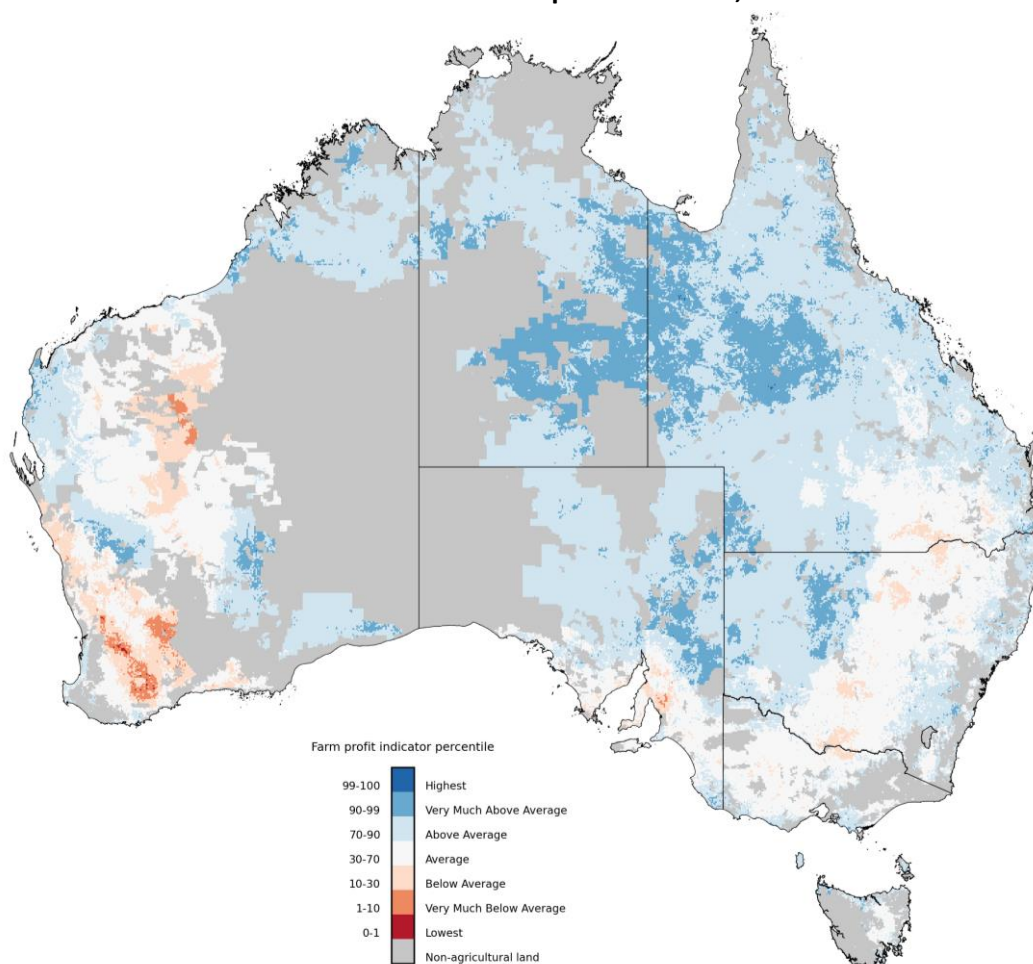 Farm profit indicator percentile
99-100 Highest
90-99 Very Much Above Average
70-90 Above Average
30-70 Average
10-30 Below Average
1-10 Very Much Below Average
0-1 Lowest
Non-agricultural land